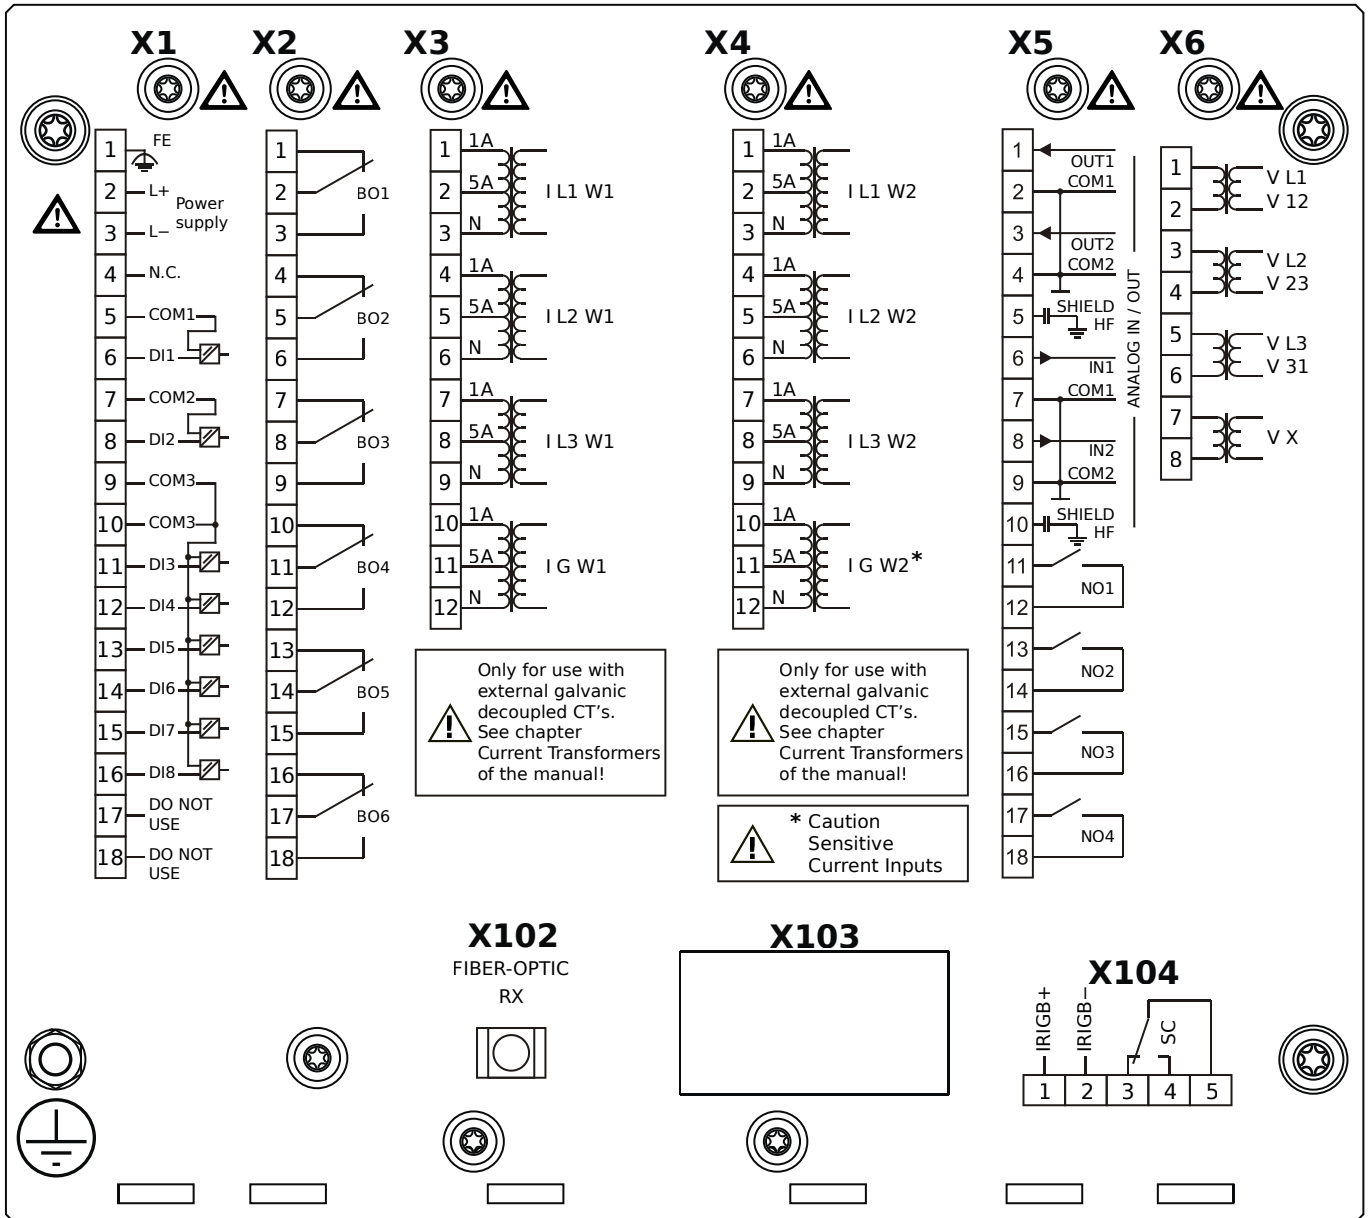 X1
X2
X3
X4
X5
X6
1
FE
2
L+
Power
supply
3
L−
4
N.C.
5
COM1
6
DI1
7
COM2
8
DI2
9
COM3
10
COM3
11
DI3
12
DI4
13
DI5
14
DI6
15
DI7
16
DI8
17
DO NOT
USE
18
DO NOT
USE
1
2
BO1
3
4
5
BO2
6
7
8
BO3
9
10
11
BO4
12
13
14
BO5
15
16
17
BO6
18
1
1A
2
5A
I L1 W1
3
N
4
1A
5
5A
I L2 W1
6
N
7
1A
8
5A
I L3 W1
9
N
10
1A
11
5A
I G W1
12
N
Only for use with
external galvanic
decoupled CT's.
See chapter
Current Transformers
of the manual!
1
1A
2
5A
I L1 W2
3
N
4
1A
5
5A
I L2 W2
6
N
7
1A
8
5A
I L3 W2
9
N
10
1A
11
5A
I G W2*
12
N
Only for use with
external galvanic
decoupled CT's.
See chapter
Current Transformers
of the manual!
* Caution
Sensitive
Current Inputs
1
OUT1
2
COM1
3
OUT2
4
COM2
5
SHIELD
HF
6
IN1
7
COM1
8
IN2
9
COM2
10
SHIELD
HF
ANALOG IN / OUT
11
NO1
12
13
NO2
14
15
NO3
16
17
NO4
18
1
V L1
2
V 12
3
V L2
4
V 23
5
V L3
6
V 31
7
V X
8
X102
FIBER-OPTIC
RX
X103
X104
IRIGB+
IRIGB−
SC
1 2 3 4 5